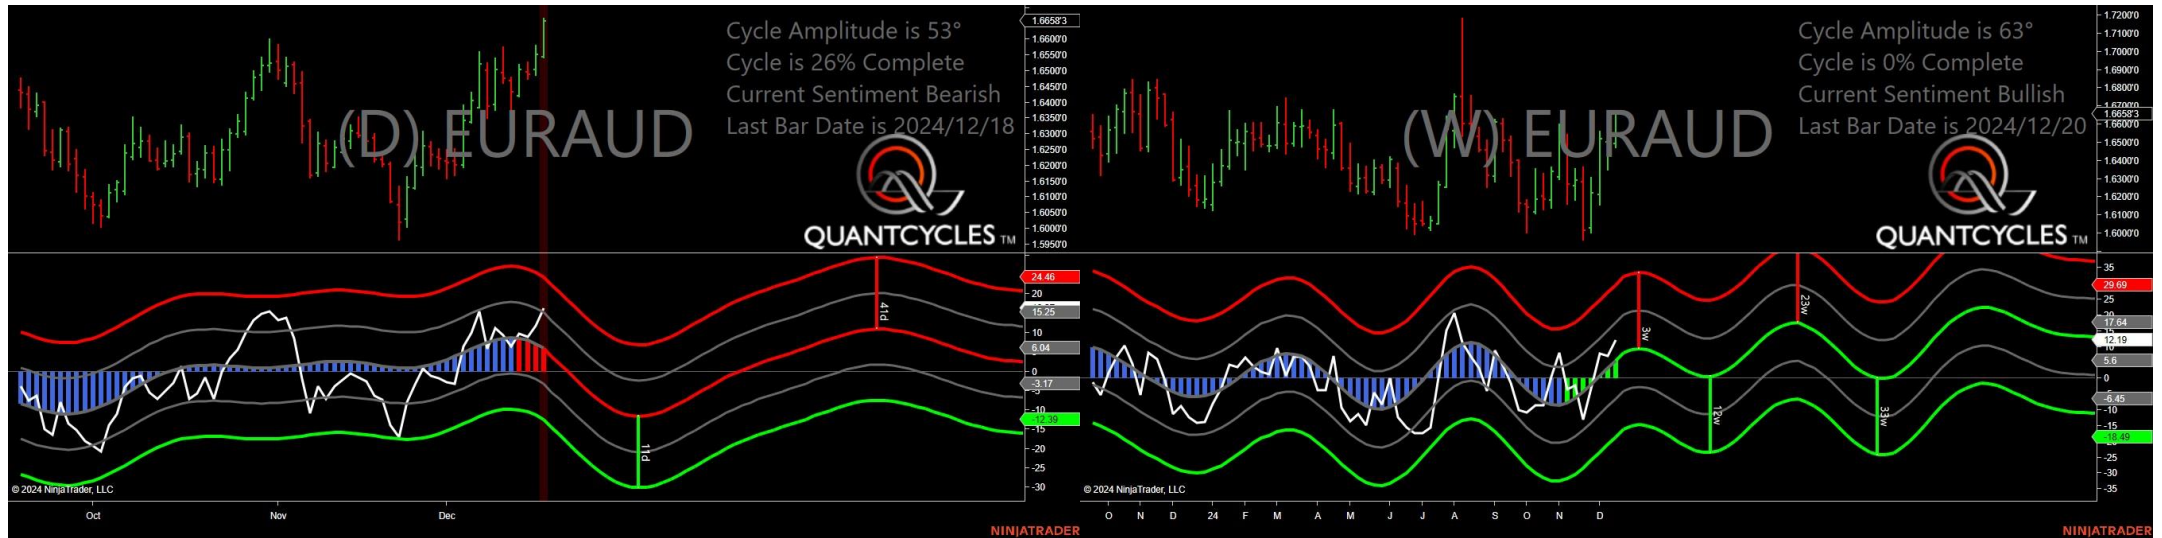 Cycle Amplitude is 53°
Cycle is 26% Complete
Current Sentiment Bearish
Last Bar Date is 2024/12/18
(D) EURAUD
QUANTCYCLES TM
1.6658'3
1.6600'0
1.6550'0
1.6500'0
1.6450'0
1.6400'0
1.6350'0
1.6300'0
1.6250'0
1.6200'0
1.6150'0
1.6100'0
1.6050'0
1.6000'0
1.5950'0
24.46
20
15.25
10
6.04
0
-3.17
-10
-12.39
-15
-20
-25
-30
41d
11d
© 2024 NinjaTrader, LLC
Oct Nov Dec
NINJATRADER
Cycle Amplitude is 63°
Cycle is 0% Complete
Current Sentiment Bullish
Last Bar Date is 2024/12/20
(W) EURAUD
QUANTCYCLES TM
1.7200'0
1.7100'0
1.7000'0
1.6900'0
1.6800'0
1.6700'0
1.6658'3
1.6600'0
1.6500'0
1.6400'0
1.6300'0
1.6200'0
1.6100'0
1.6000'0
35
29.69
25
17.64
12.19
5.6
0
-6.45
-10
-15
-18.49
-25
-30
-35
3w
12w
23w
33w
© 2024 NinjaTrader, LLC
O N D 24 F M A M J J A S O N D
NINJATRADER